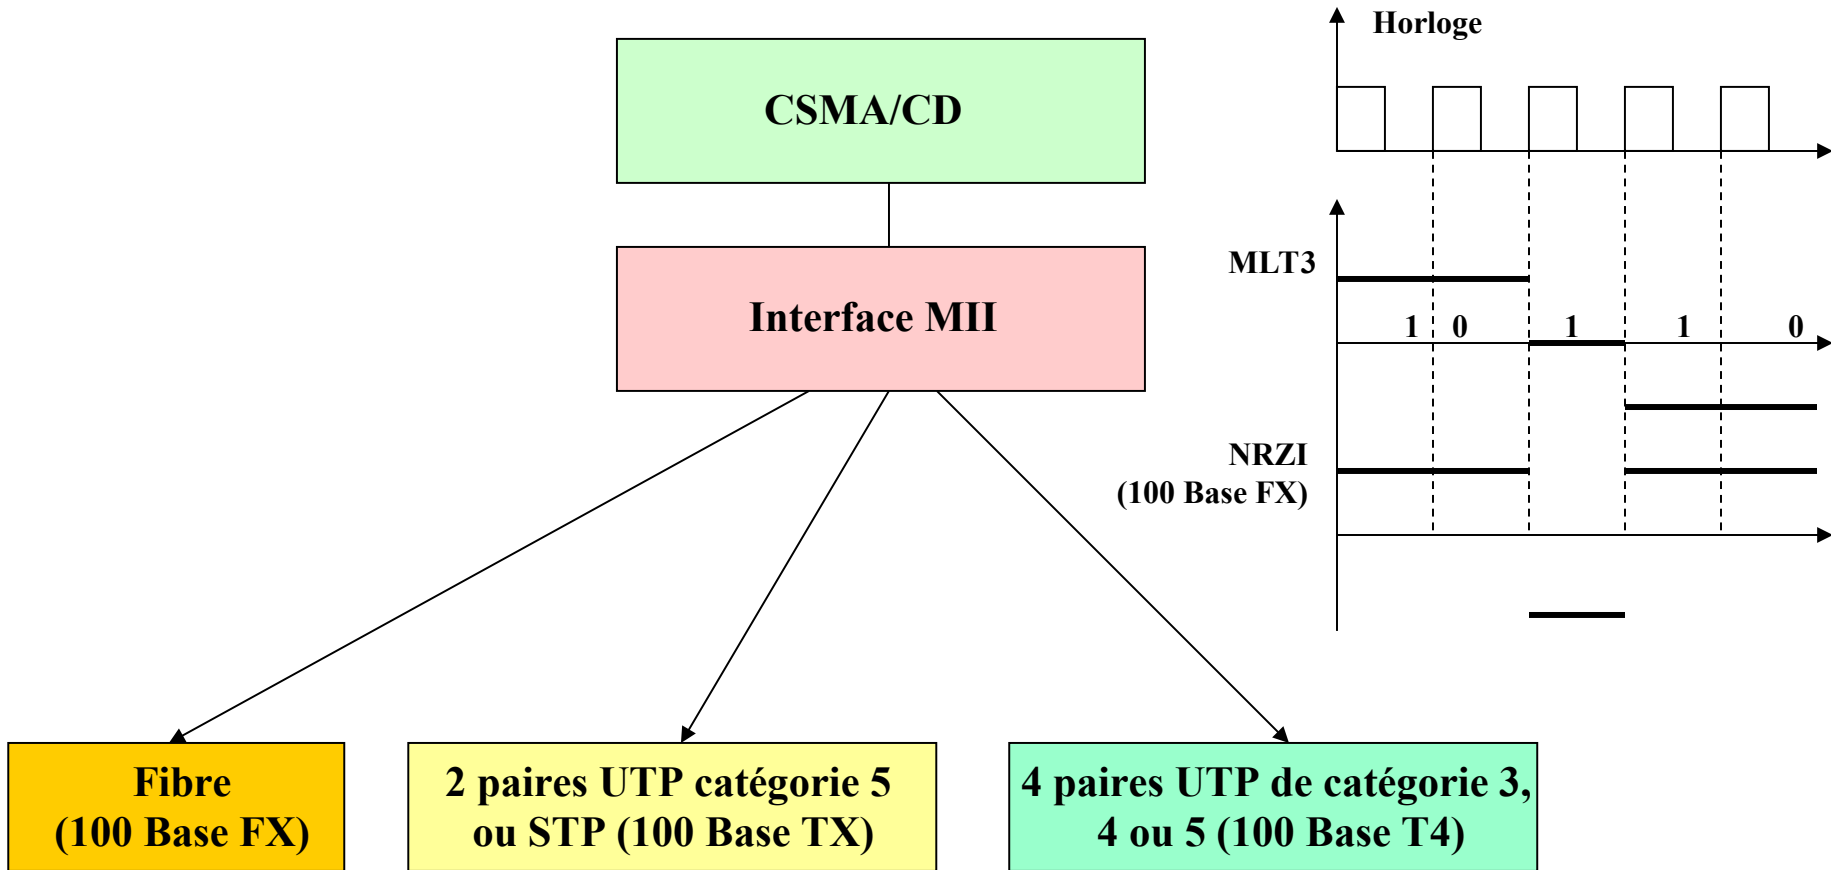 Horloge
CSMA/CD
MLT3
Interface MII
1 0 1 1 0
NRZI
(100 Base FX)
Fibre
(100 Base FX)
2 paires UTP catégorie 5
ou STP (100 Base TX)
4 paires UTP de catégorie 3,
4 ou 5 (100 Base T4)